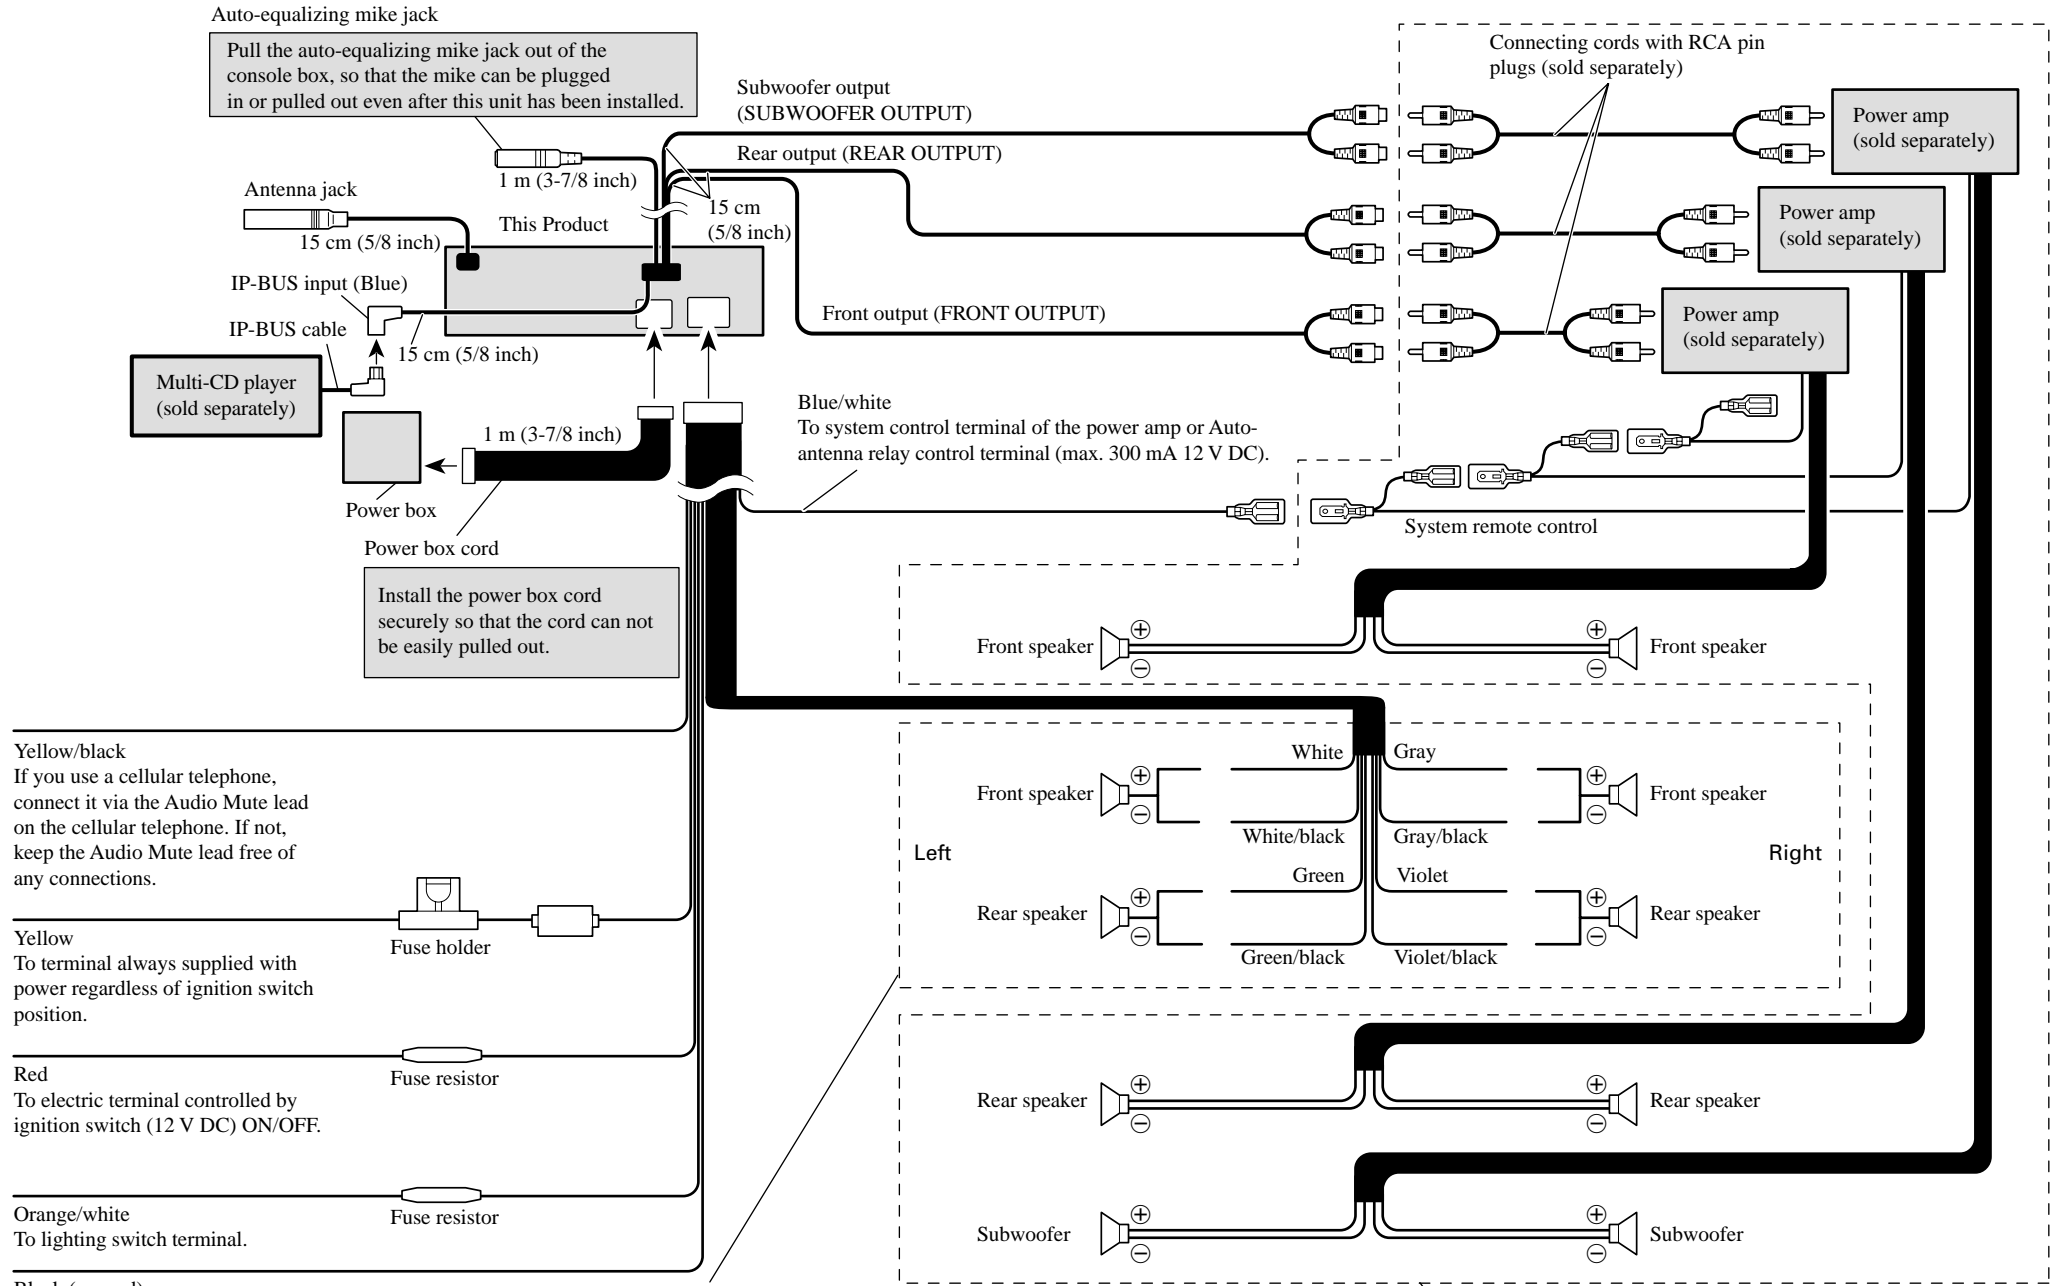 Auto-equalizing mike jack
Pull the auto-equalizing mike jack out of the
console box, so that the mike can be plugged
in or pulled out even after this unit has been installed.
Connecting cords with RCA pin
plugs (sold separately)
Subwoofer output
(SUBWOOFER OUTPUT)
Power amp
(sold separately)
Rear output (REAR OUTPUT)
1 m (3-7/8 inch)
Antenna jack
15 cm
(5/8 inch)
This Product
15 cm (5/8 inch)
Power amp
(sold separately)
IP-BUS input (Blue)
Front output (FRONT OUTPUT)
Power amp
(sold separately)
IP-BUS cable
15 cm (5/8 inch)
Multi-CD player
(sold separately)
Blue/white
To system control terminal of the power amp or Auto-
antenna relay control terminal (max. 300 mA 12 V DC).
1 m (3-7/8 inch)
Power box
System remote control
Power box cord
Install the power box cord
securely so that the cord can not
be easily pulled out.
Front speaker
+
−
+
−
Front speaker
Yellow/black
If you use a cellular telephone,
connect it via the Audio Mute lead
on the cellular telephone. If not,
keep the Audio Mute lead free of
any connections.
White
Gray
Front speaker
+
−
+
−
Front speaker
White/black
Gray/black
Left
Right
Green
Violet
Rear speaker
+
−
+
−
Rear speaker
Green/black
Violet/black
Fuse holder
Yellow
To terminal always supplied with
power regardless of ignition switch
position.
Fuse resistor
Red
To electric terminal controlled by
ignition switch (12 V DC) ON/OFF.
Rear speaker
+
−
+
−
Rear speaker
Fuse resistor
Orange/white
To lighting switch terminal.
Subwoofer
+
−
+
−
Subwoofer